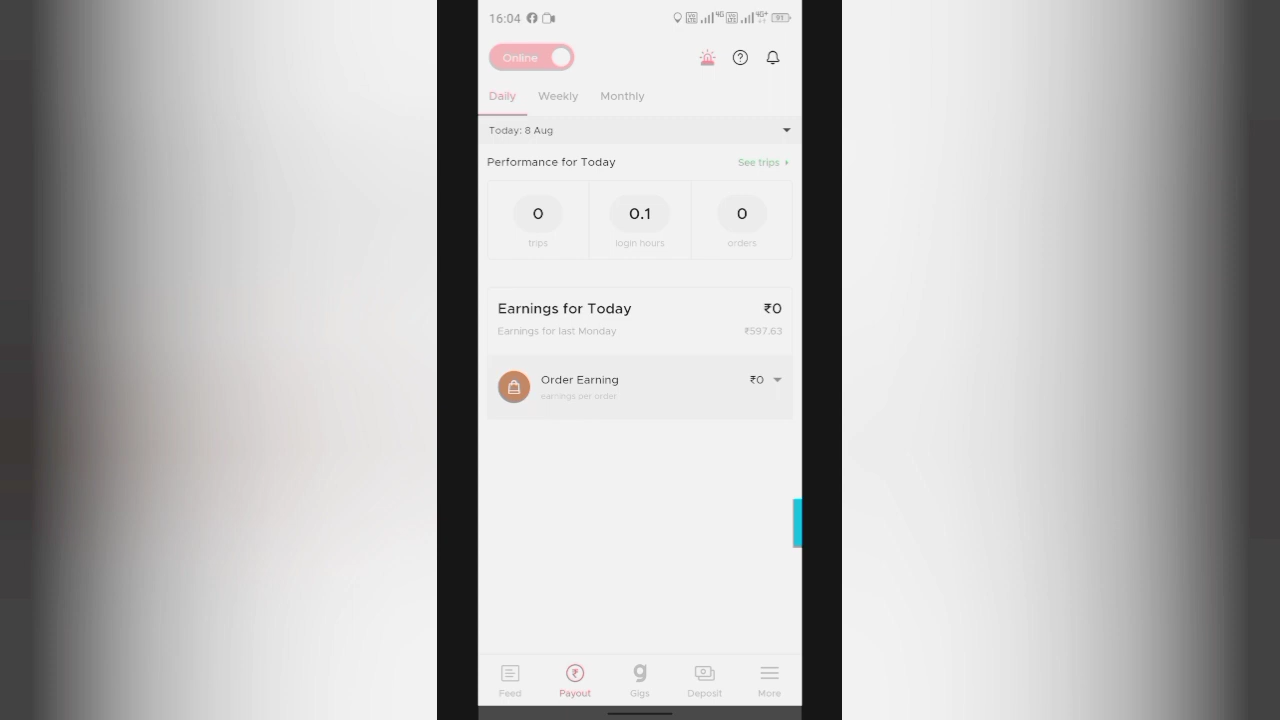 16:04
Online
Daily Weekly Monthly
Today: 8 Aug
Performance for Today See trips
0 0.1 0
trips login hours orders
Earnings for Today ₹0
Earnings for last Monday ₹597.63
Order Earning ₹0
earnings per order
Feed Payout Gigs Deposit More